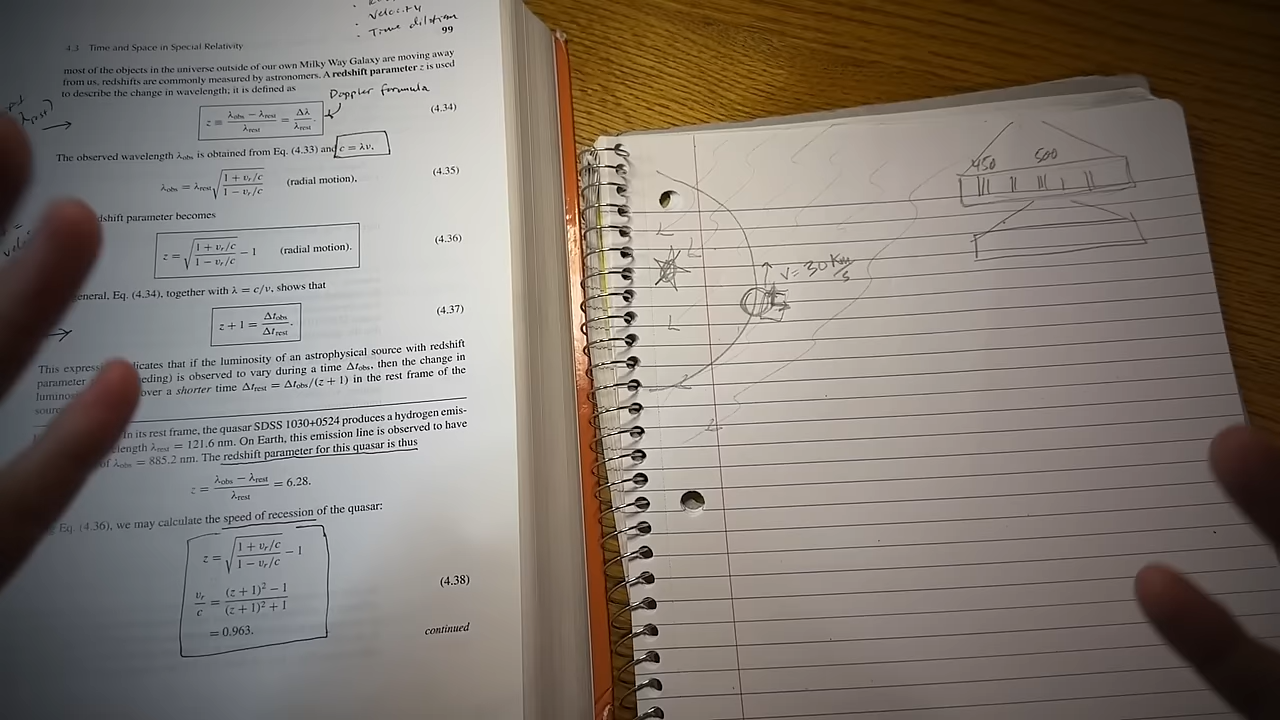 velocity
· Time dilation
99
4.3 Time and Space in Special Relativity
most of the objects in the universe outside of our own Milky Way Galaxy are moving away
from us, redshifts are commonly measured by astronomers. A redshift parameter z is used
to describe the change in wavelength; it is defined as
Doppler formula
z ≡ (λobs − λrest)/λrest = Δλ/λrest. (4.34)
The observed wavelength λobs is obtained from Eq. (4.33) and c = λν.
λobs = λrest √((1 + vr/c)/(1 − vr/c)) (radial motion), (4.35)
redshift parameter becomes
z = √((1 + vr/c)/(1 − vr/c)) − 1 (radial motion). (4.36)
general, Eq. (4.34), together with λ = c/ν, shows that
z + 1 = Δtobs/Δtrest. (4.37)
This indicates that if the luminosity of an astrophysical source with redshift
parameter is observed to vary during a time Δtobs, then the change in
over a shorter time Δtrest = Δtobs/(z + 1) in the rest frame of the
In its rest frame, the quasar SDSS 1030+0524 produces a hydrogen emis-
λrest = 121.6 nm. On Earth, this emission line is observed to have
of λobs = 885.2 nm. The redshift parameter for this quasar is thus
z = (λobs − λrest)/λrest = 6.28.
Eq. (4.36), we may calculate the speed of recession of the quasar:
z = √((1 + vr/c)/(1 − vr/c)) − 1
vr/c = ((z + 1)² − 1)/((z + 1)² + 1) (4.38)
= 0.963.
continued
450 500
v = 30 km/s